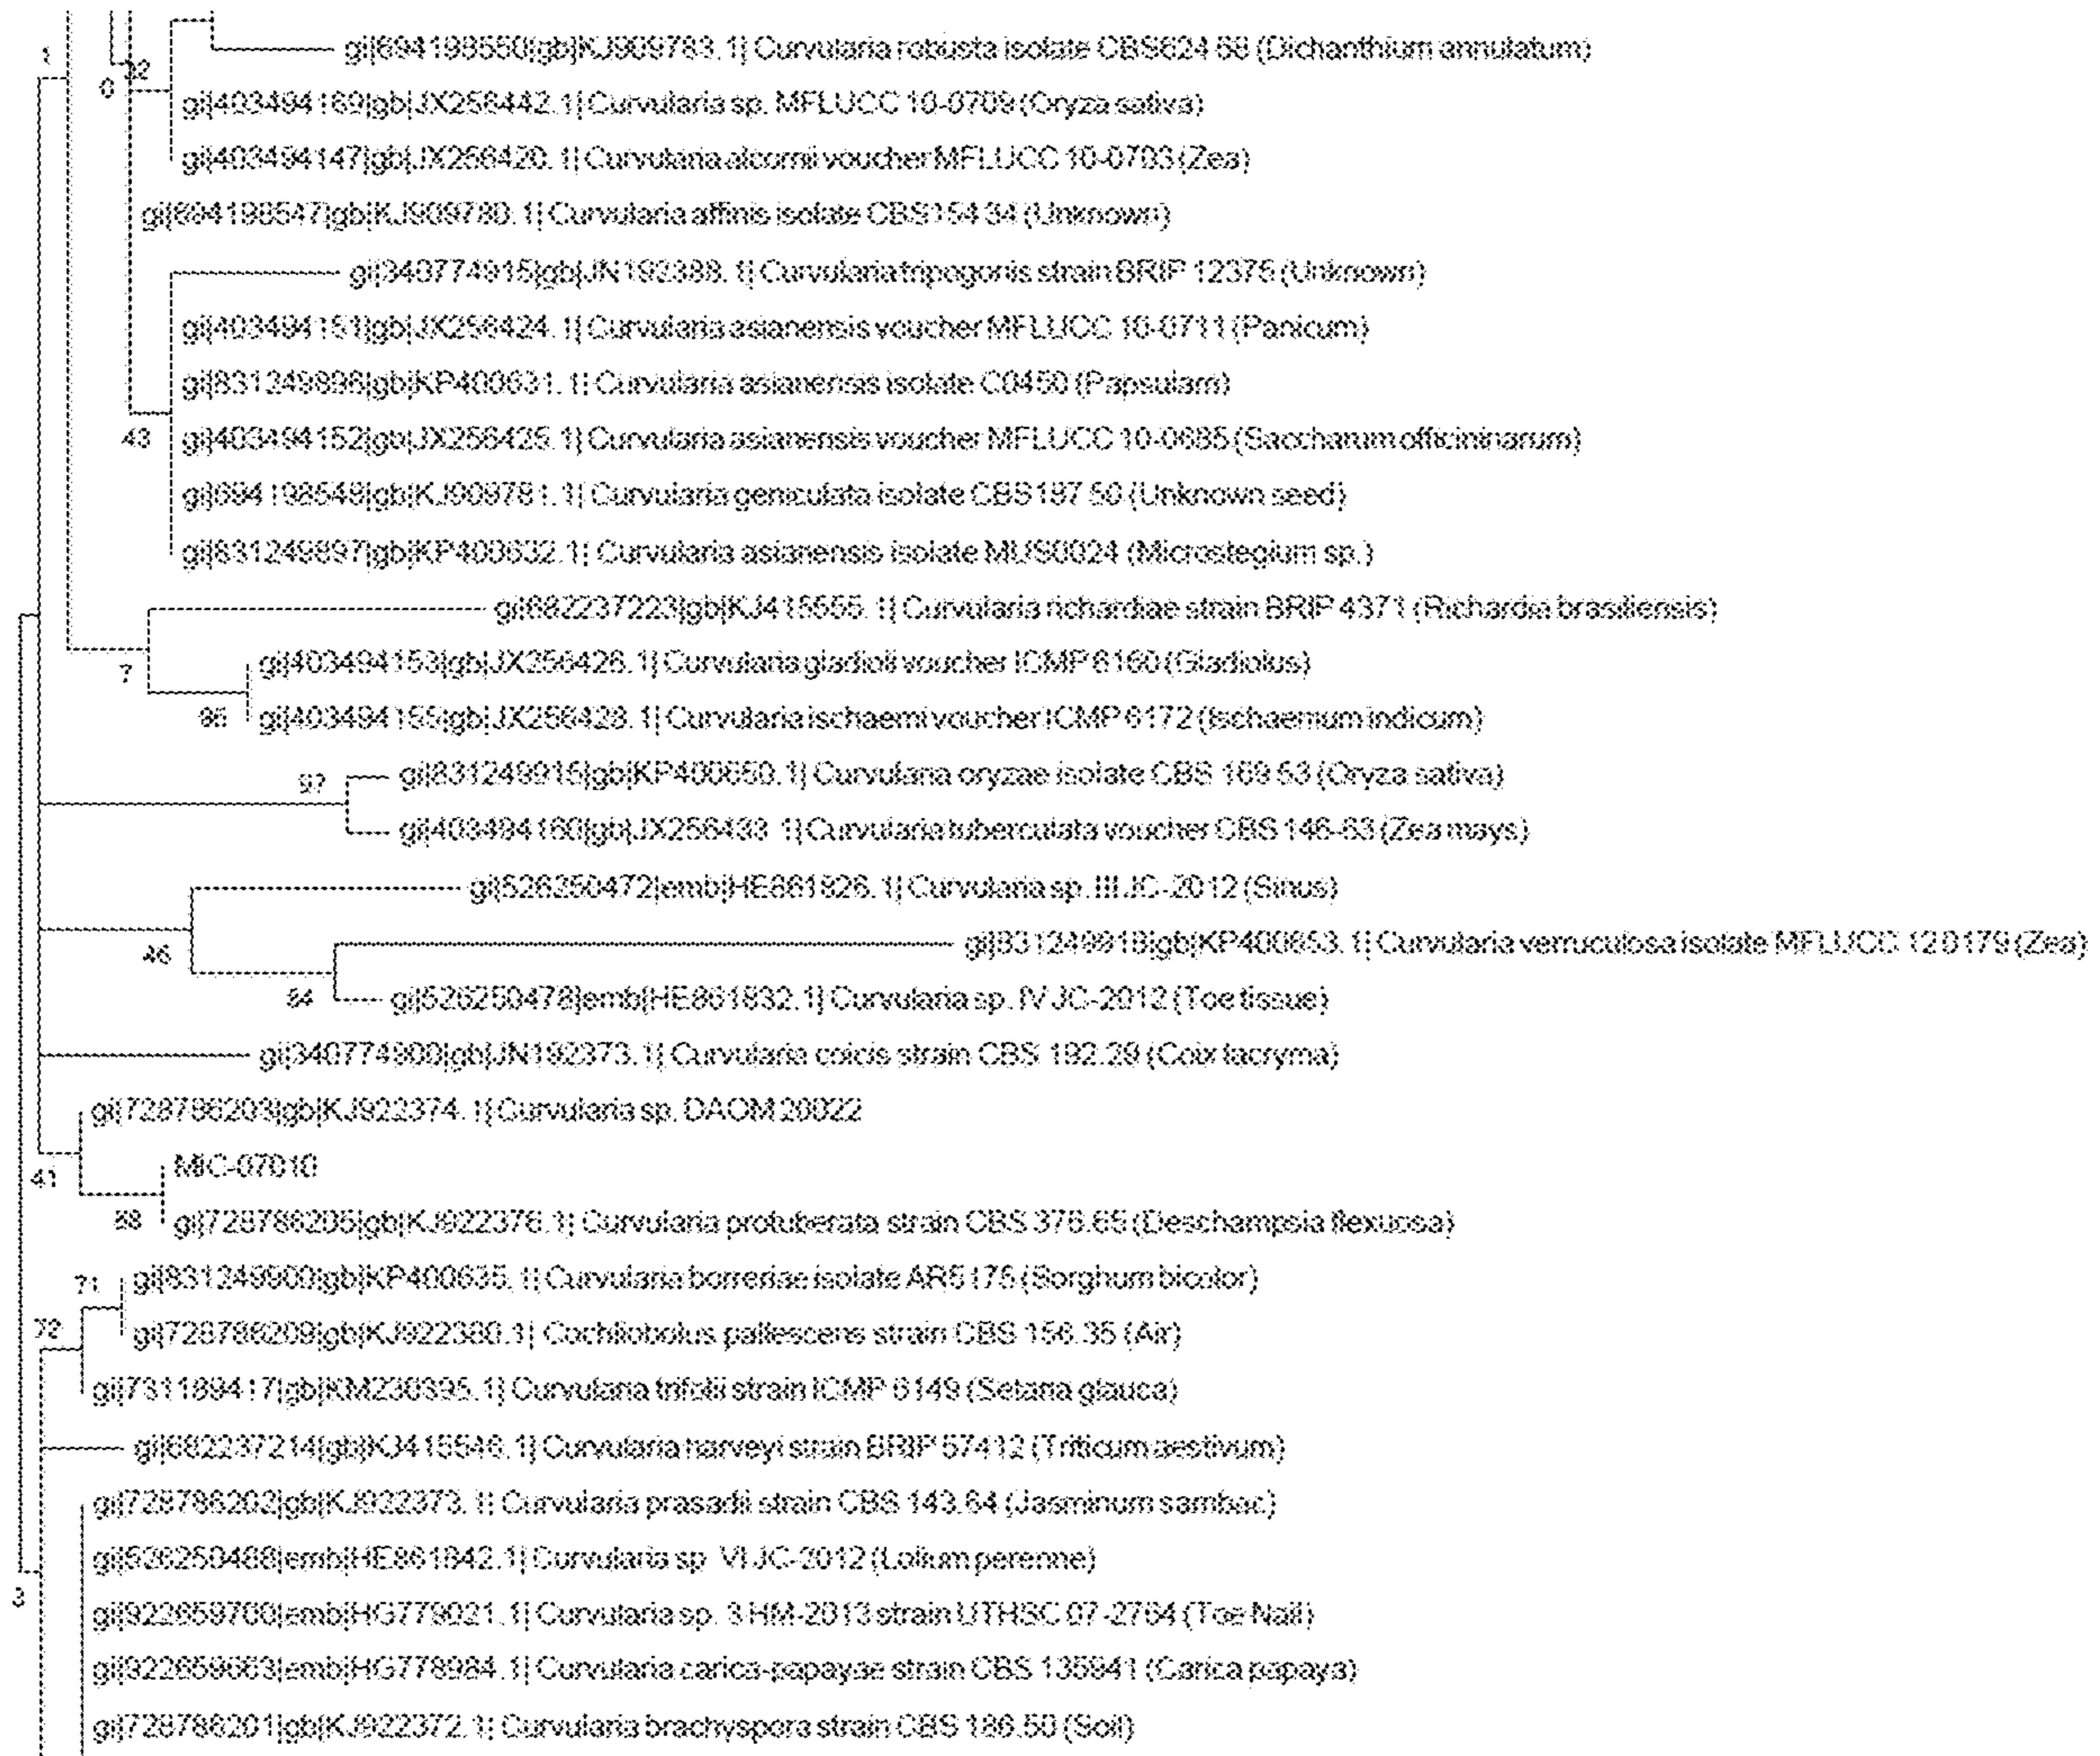 1
gi|694198550|gb|KJ909783.1| Curvularia robusta isolate CBS624 68 (Dichanthium annulatum)
32
0
gi|403494169|gb|JX256442.1| Curvularia sp. MFLUCC 10-0709 (Oryza sativa)
gi|403494147|gb|JX256420.1| Curvularia alcornii voucher MFLUCC 10-0703 (Zea)
gi|694198547|gb|KJ909780.1| Curvularia affinis isolate CBS154 34 (Unknown)
gi|340774915|gb|JN192388.1| Curvularia tripogonis strain BRIP 12375 (Unknown)
gi|403494151|gb|JX256424.1| Curvularia asianensis voucher MFLUCC 10-0711 (Panicum)
gi|831249896|gb|KP400631.1| Curvularia asianensis isolate C0450 (Papsulam)
gi|403494152|gb|JX256425.1| Curvularia asianensis voucher MFLUCC 10-0685 (Saccharum officininarum)
43
gi|694198548|gb|KJ909781.1| Curvularia geniculata isolate CBS187 50 (Unknown seed)
gi|831249897|gb|KP400632.1| Curvularia asianensis isolate MUS0024 (Microstegium sp.)
gi|682237223|gb|KJ415555.1| Curvularia richardiae strain BRIP 4371 (Richardia brasiliensis)
7
gi|403494153|gb|JX256426.1| Curvularia gladioli voucher ICMP 6160 (Gladiolus)
86
gi|403494155|gb|JX256428.1| Curvularia ischaemi voucher ICMP 6172 (Ischaemum indicum)
97
gi|831249915|gb|KP400650.1| Curvularia oryzae isolate CBS 169 53 (Oryza sativa)
gi|403494160|gb|JX256433 1| Curvularia tuberculata voucher CBS 146-63 (Zea mays)
gi|526250472|emb|HE861826.1| Curvularia sp. III JC-2012 (Sinus)
46
gi|831249918|gb|KP400653.1| Curvularia verruculosa isolate MFLUCC 120179 (Zea)
84
gi|526250478|emb|HE861832.1| Curvularia sp. IV JC-2012 (Toe tissue)
gi|340774900|gb|JN192373.1| Curvularia coicis strain CBS 192.29 (Coix lacryma)
gi|728786203|gb|KJ922374.1| Curvularia sp. DAOM 20022
41
MIC-07010
88
gi|728786205|gb|KJ922376.1| Curvularia protuberata strain CBS 376.65 (Deschampsia flexuosa)
71
gi|831249900|gb|KP400635.1| Curvularia borreriae isolate AR5176 (Sorghum bicolor)
72
gi|728786209|gb|KJ922380.1| Cochliobolus pallescens strain CBS 156.35 (Air)
gi|731189417|gb|KM230395.1| Curvularia trifolii strain ICMP 6149 (Setaria glauca)
gi|682237214|gb|KJ415546.1| Curvularia harveyi strain BRIP 57412 (Triticum aestivum)
gi|728786202|gb|KJ922373.1| Curvularia prasadii strain CBS 143.64 (Jasminum sambac)
gi|526250488|emb|HE861842.1| Curvularia sp VI JC-2012 (Lolium perenne)
3
gi|922659700|emb|HG779021.1| Curvularia sp. 3 HM-2013 strain UTHSC 07-2764 (Toe Nail)
gi|922659663|emb|HG778984.1| Curvularia carica-papayae strain CBS 135941 (Carica papaya)
gi|728786201|gb|KJ922372.1| Curvularia brachyspora strain CBS 186.50 (Soil)